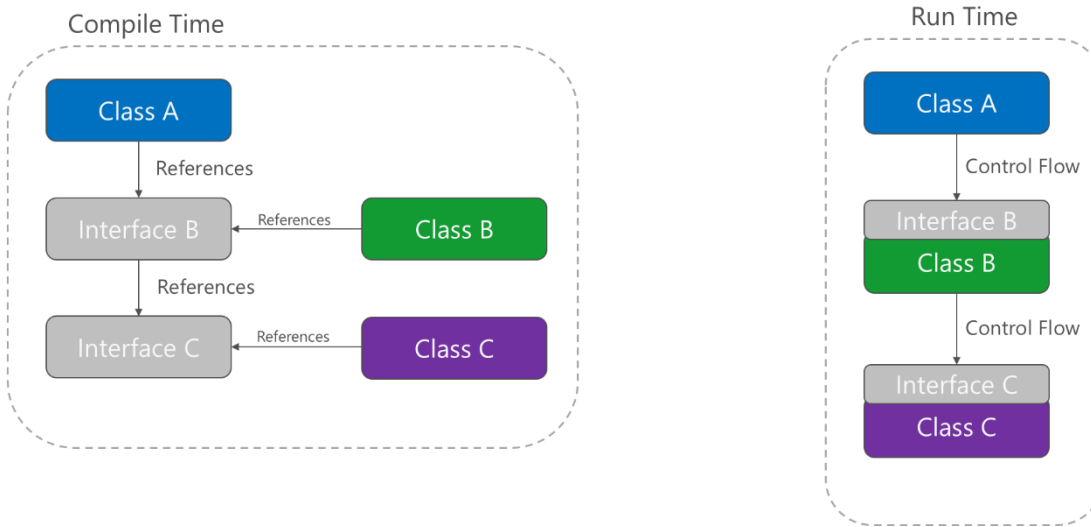 Compile Time
Class A
References
Interface B
References
Class B
References
Interface C
References
Class C
Run Time
Class A
Control Flow
Interface B
Class B
Control Flow
Interface C
Class C